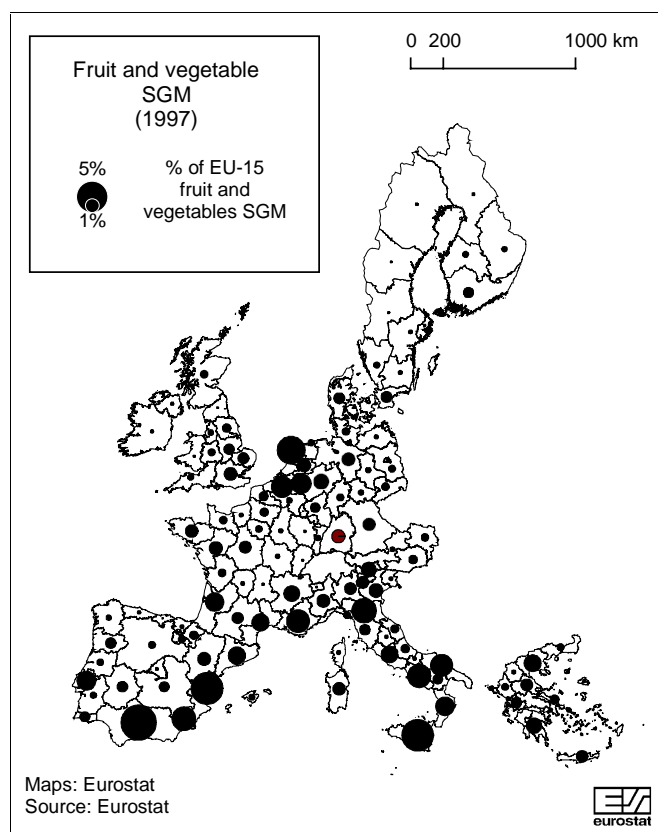 0 200 1000 km
Fruit and vegetable
SGM
(1997)
5%
1%
% of EU-15
fruit and
vegetables SGM
Maps: Eurostat
Source: Eurostat
eurostat